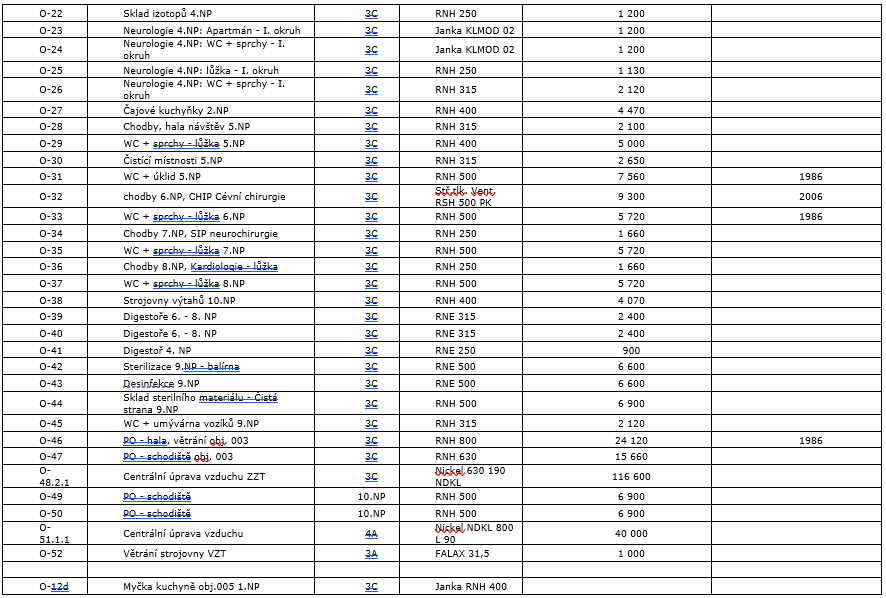 O-22 Sklad izotopů 4.NP 3C RNH 250 1 200
O-23 Neurologie 4.NP: Apartmán - I. okruh 3C Janka KLMOD 02 1 200
O-24 Neurologie 4.NP: WC + sprchy - I. okruh 3C Janka KLMOD 02 1 200
O-25 Neurologie 4.NP: lůžka - I. okruh 3C RNH 250 1 130
O-26 Neurologie 4.NP: WC + sprchy - I. okruh 3C RNH 315 2 120
O-27 Čajové kuchyňky 2.NP 3C RNH 400 4 470
O-28 Chodby, hala návštěv 5.NP 3C RNH 315 2 100
O-29 WC + sprchy - lůžka 5.NP 3C RNH 400 5 000
O-30 Čistící místnosti 5.NP 3C RNH 315 2 650
O-31 WC + úklid 5.NP 3C RNH 500 7 560 1986
O-32 chodby 6.NP, CHIP Cévní chirurgie 3C Stř.tlk. Vent. RSH 500 PK 9 300 2006
O-33 WC + sprchy - lůžka 6.NP 3C RNH 500 5 720 1986
O-34 Chodby 7.NP, SIP neurochirurgie 3C RNH 250 1 660
O-35 WC + sprchy - lůžka 7.NP 3C RNH 500 5 720
O-36 Chodby 8.NP, Kardiologie - lůžka 3C RNH 250 1 660
O-37 WC + sprchy - lůžka 8.NP 3C RNH 500 5 720
O-38 Strojovny výtahů 10.NP 3C RNH 400 4 070
O-39 Digestoře 6. - 8. NP 3C RNE 315 2 400
O-40 Digestoře 6. - 8. NP 3C RNE 315 2 400
O-41 Digestoř 4. NP 3C RNE 250 900
O-42 Sterilizace 9.NP - balírna 3C RNE 500 6 600
O-43 Desinfekce 9.NP 3C RNE 500 6 600
O-44 Sklad sterilního materiálu - Čistá strana 9.NP 3C RNH 500 6 900
O-45 WC + umývárna vozíků 9.NP 3C RNH 315 2 120
O-46 PO - hala, větrání obj. 003 3C RNH 800 24 120 1986
O-47 PO - schodiště obj. 003 3C RNH 630 15 660
O-48.2.1 Centrální úprava vzduchu ZZT 3C Nickel 630 190 NDKL 116 600
O-49 PO - schodiště 10.NP RNH 500 6 900
O-50 PO - schodiště 10.NP RNH 500 6 900
O-51.1.1 Centrální úprava vzduchu 4A Nickel NDKL 800 L 90 40 000
O-52 Větrání strojovny VZT 3A FALAX 31,5 1 000
O-12d Myčka kuchyně obj.005 1.NP 3C Janka RNH 400